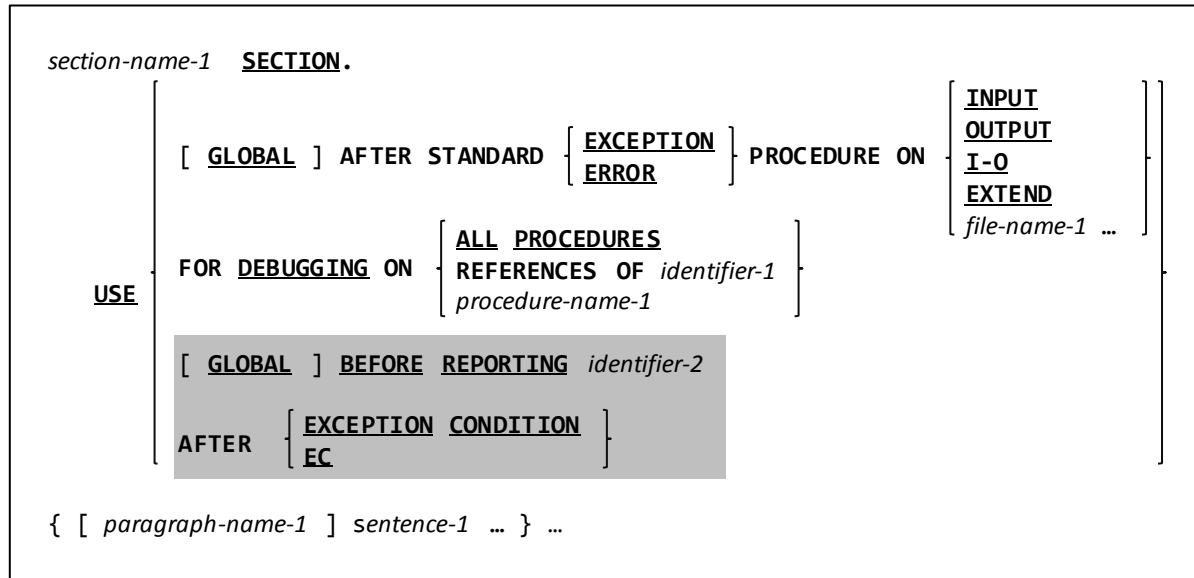 section-name-1 SECTION.
INPUT
OUTPUT
[ GLOBAL ] AFTER STANDARD EXCEPTION PROCEDURE ON I-O
ERROR
EXTEND
file-name-1 …
ALL PROCEDURES
FOR DEBUGGING ON REFERENCES OF identifier-1
USE
procedure-name-1
[ GLOBAL ] BEFORE REPORTING identifier-2
EXCEPTION CONDITION
AFTER
EC
{ [ paragraph-name-1 ] sentence-1 … } …